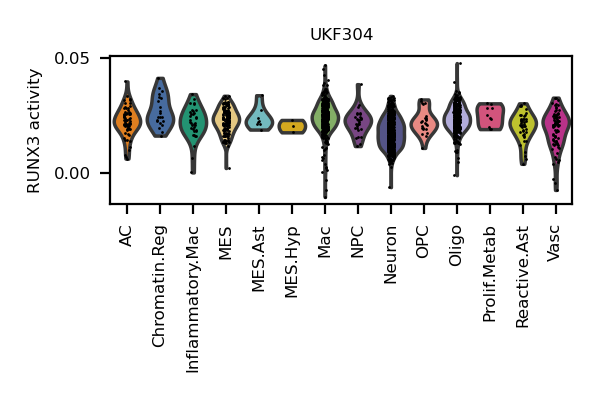 UKF304
0.05
0.00
RUNX3 activity
AC
Chromatin.Reg
Inflammatory.Mac
MES
MES.Ast
MES.Hyp
Mac
NPC
Neuron
OPC
Oligo
Prolif.Metab
Reactive.Ast
Vasc